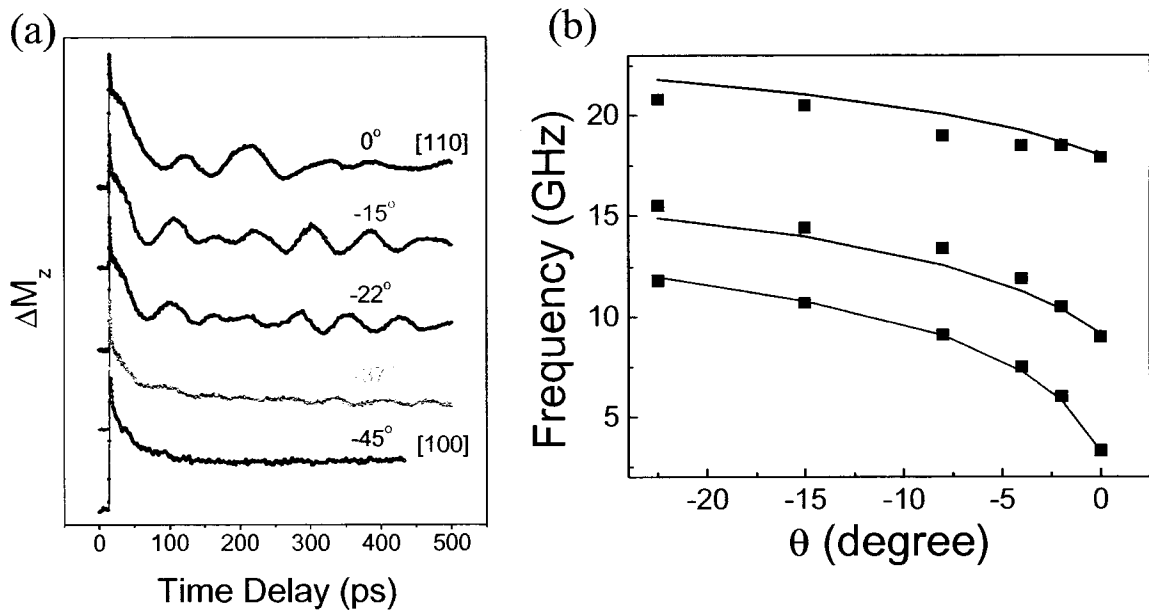 (a)
0° [110]
-15°
-22°
-37°
-45° [100]
ΔM_z
0 100 200 300 400 500
Time Delay (ps)
(b)
20
15
10
5
Frequency (GHz)
-20 -15 -10 -5 0
θ (degree)